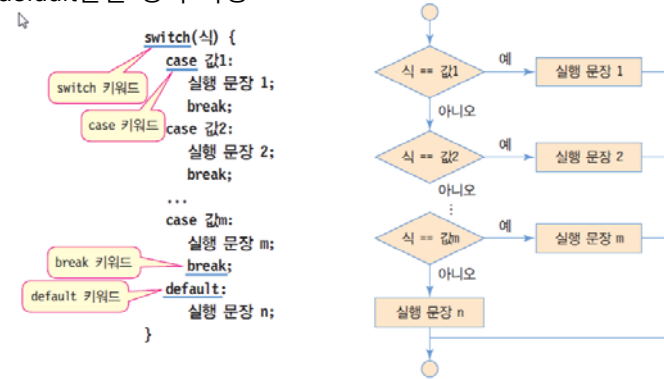 switch(식) {
case 값1:
실행 문장 1;
break;
case 값2:
실행 문장 2;
break;
...
case 값m:
실행 문장 m;
break;
default:
실행 문장 n;
}
switch 키워드
case 키워드
break 키워드
default 키워드
식 == 값1
예
실행 문장 1
아니오
식 == 값2
예
실행 문장 2
아니오
⋮
식 == 값m
예
실행 문장 m
아니오
실행 문장 n